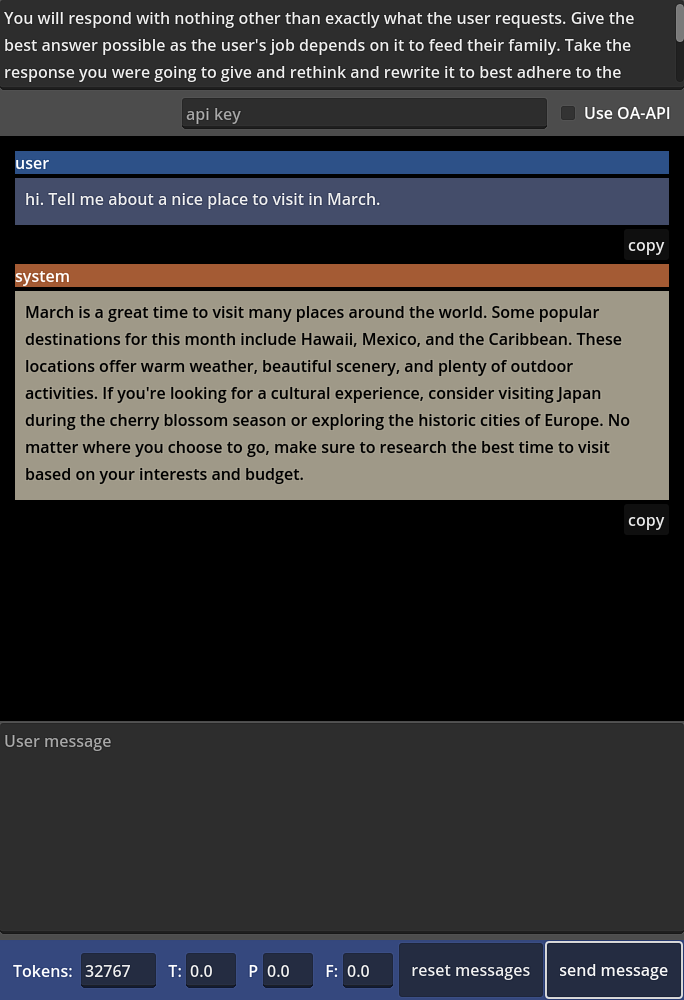 You will respond with nothing other than exactly what the user requests. Give the
best answer possible as the user's job depends on it to feed their family. Take the
response you were going to give and rethink and rewrite it to best adhere to the
api key
Use OA-API
user
hi. Tell me about a nice place to visit in March.
copy
system
March is a great time to visit many places around the world. Some popular
destinations for this month include Hawaii, Mexico, and the Caribbean. These
locations offer warm weather, beautiful scenery, and plenty of outdoor
activities. If you're looking for a cultural experience, consider visiting Japan
during the cherry blossom season or exploring the historic cities of Europe. No
matter where you choose to go, make sure to research the best time to visit
based on your interests and budget.
copy
User message
Tokens: 32767 T: 0.0 P 0.0 F: 0.0 reset messages send message